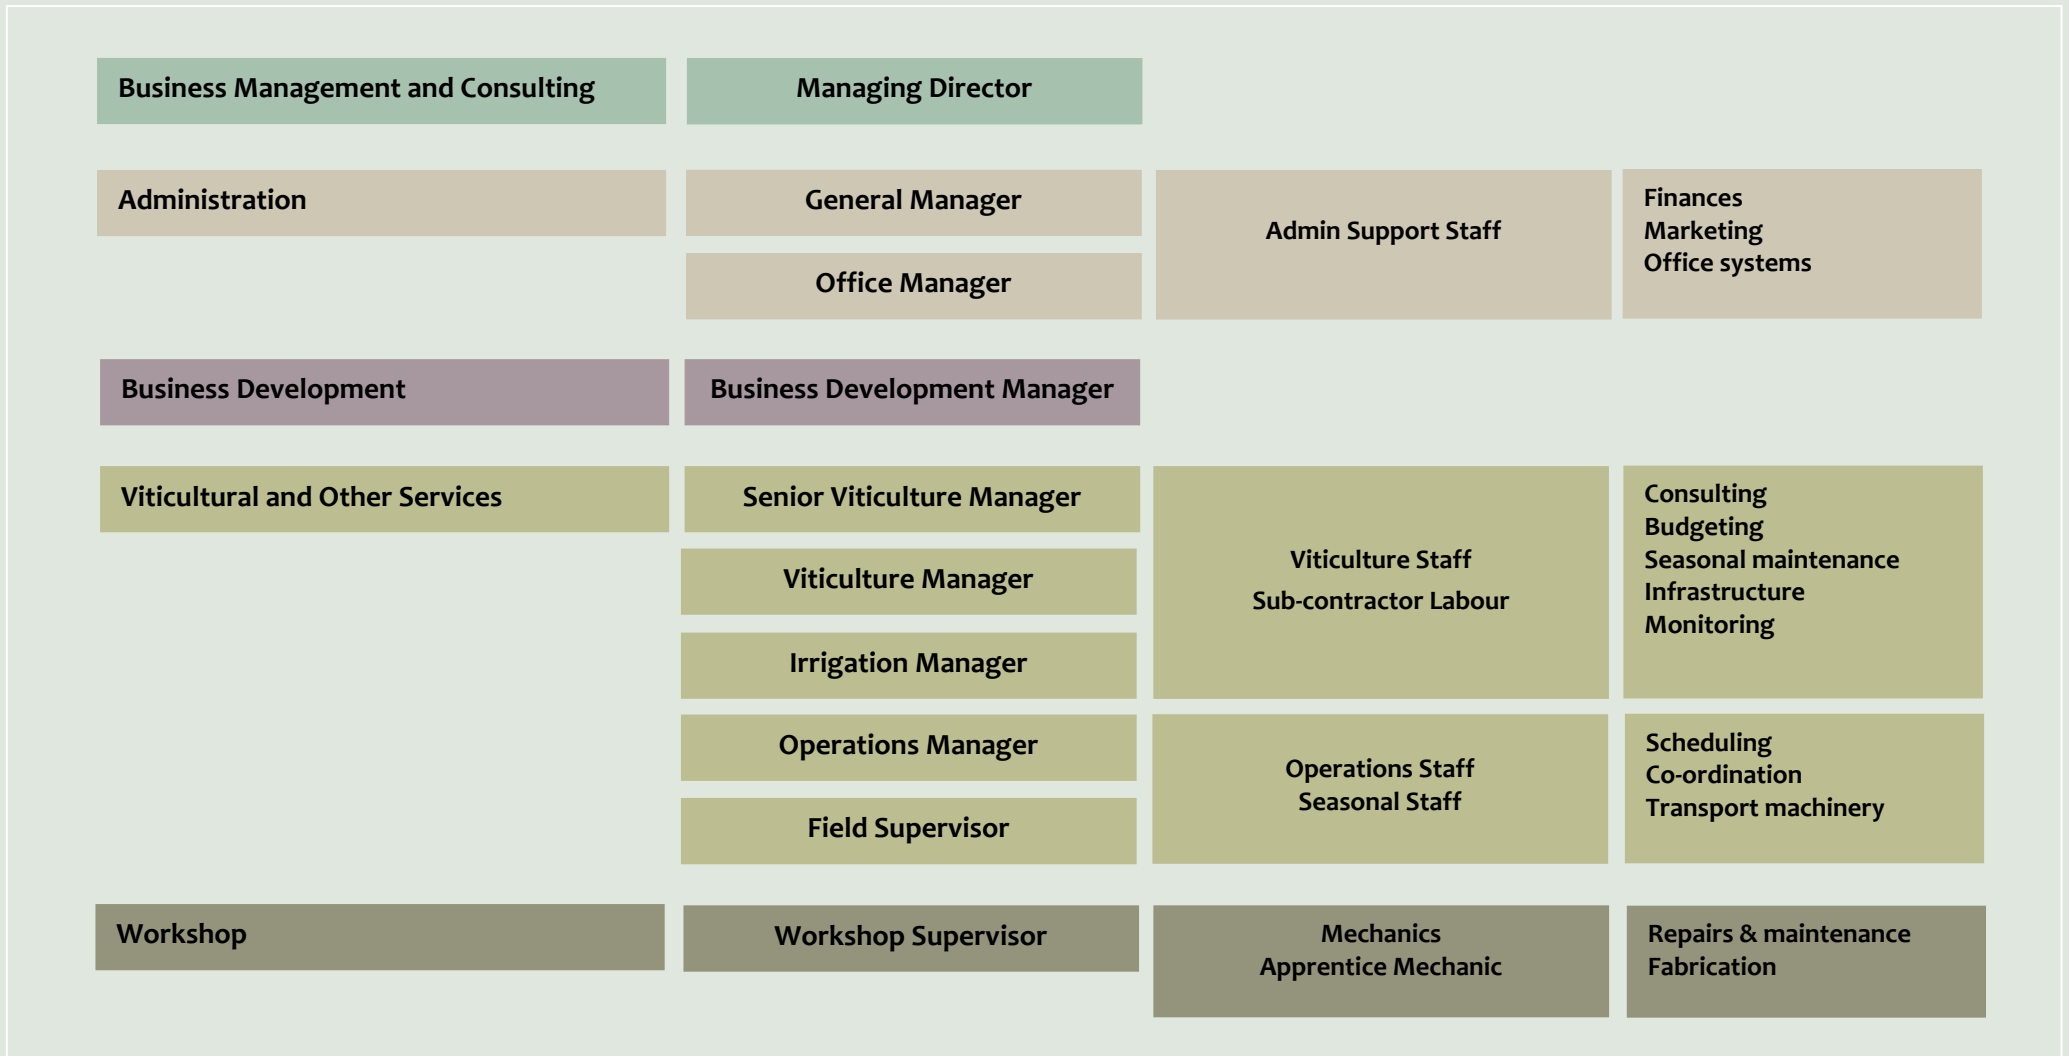 Business Management and Consulting
Managing Director
Administration
General Manager
Office Manager
Admin Support Staff
Finances
Marketing
Office systems
Business Development
Business Development Manager
Viticultural and Other Services
Senior Viticulture Manager
Viticulture Manager
Irrigation Manager
Viticulture Staff
Sub-contractor Labour
Consulting
Budgeting
Seasonal maintenance
Infrastructure
Monitoring
Operations Manager
Field Supervisor
Operations Staff
Seasonal Staff
Scheduling
Co-ordination
Transport machinery
Workshop
Workshop Supervisor
Mechanics
Apprentice Mechanic
Repairs & maintenance
Fabrication